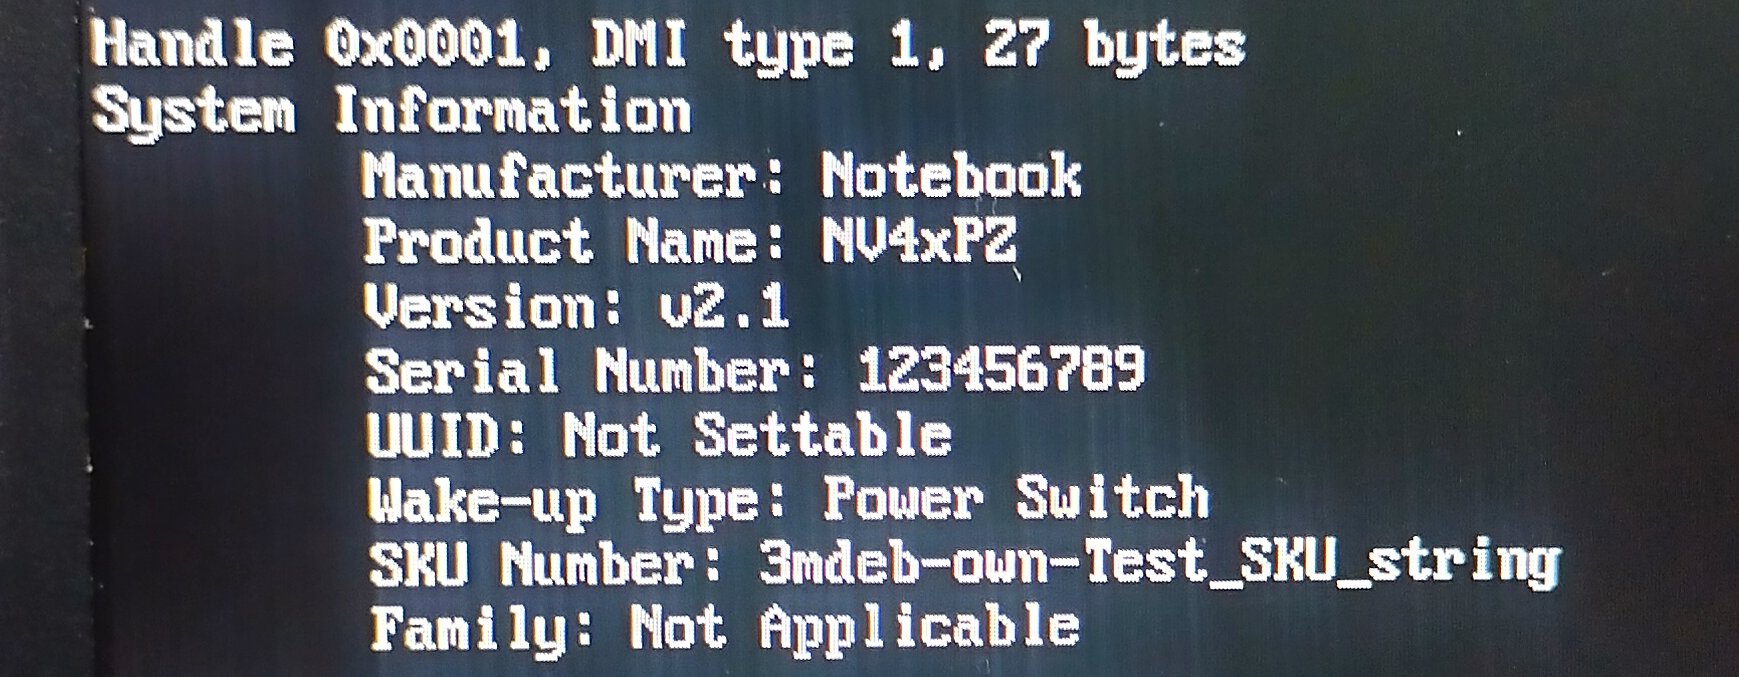 Handle 0x0001, DMI type 1, 27 bytes
System Information
Manufacturer: Notebook
Product Name: NV4xPZ
Version: v2.1
Serial Number: 123456789
UUID: Not Settable
Wake-up Type: Power Switch
SKU Number: 3mdeb-own-Test_SKU_string
Family: Not Applicable